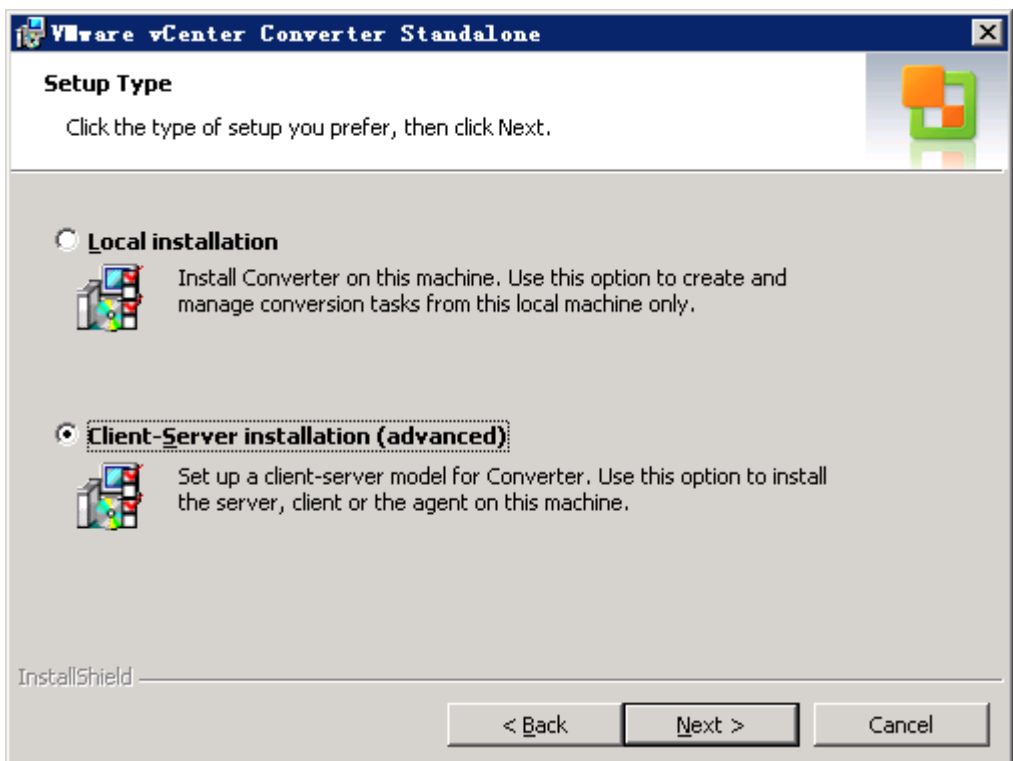 VMware vCenter Converter Standalone
Setup Type
Click the type of setup you prefer, then click Next.
Local installation
Install Converter on this machine. Use this option to create and
manage conversion tasks from this local machine only.
Client-Server installation (advanced)
Set up a client-server model for Converter. Use this option to install
the server, client or the agent on this machine.
InstallShield
< Back
Next >
Cancel